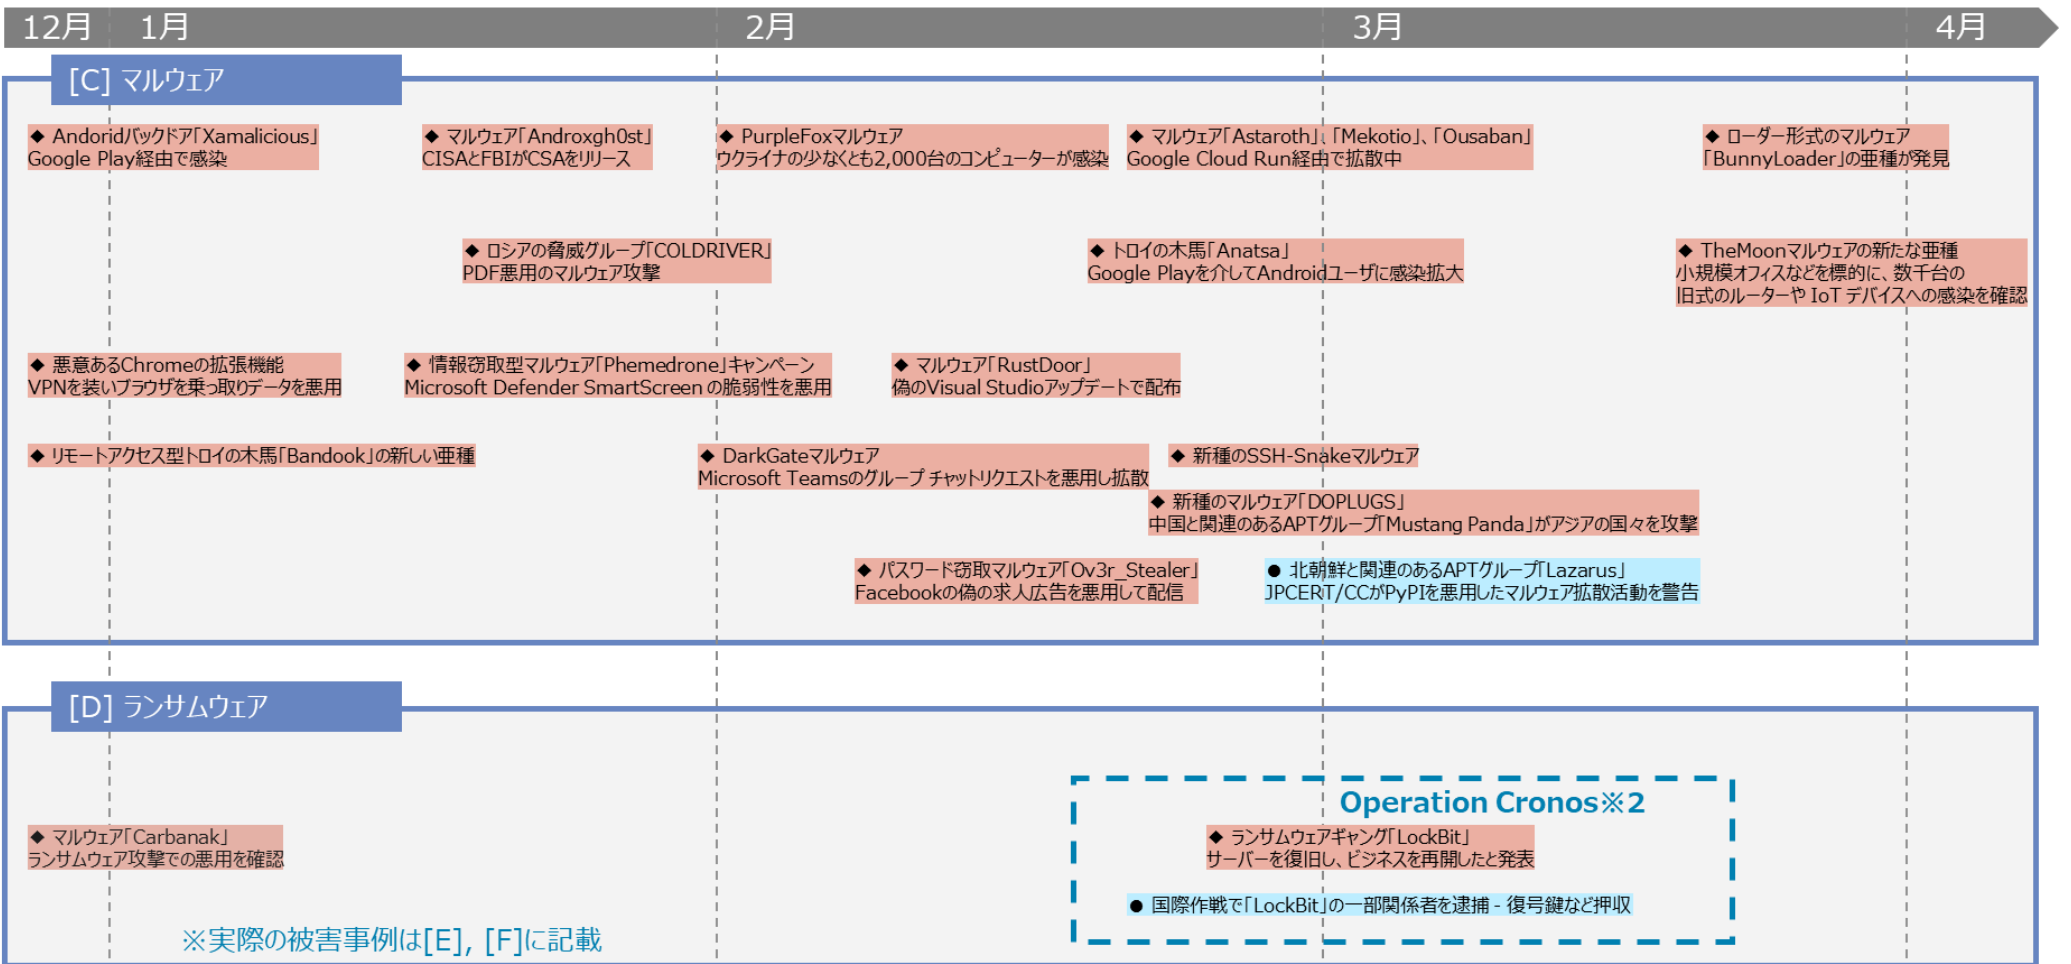 12月 1月 2月 3月 4月
[C] マルウェア
◆ Andoridバックドア「Xamalicious」
Google Play経由で感染
◆ マルウェア「Androxgh0st」
CISAとFBIがCSAをリリース
◆ PurpleFoxマルウェア
ウクライナの少なくとも2,000台のコンピューターが感染
◆ マルウェア「Astaroth」、「Mekotio」、「Ousaban」
Google Cloud Run経由で拡散中
◆ ローダー形式のマルウェア
「BunnyLoader」の亜種が発見
◆ ロシアの脅威グループ「COLDRIVER」
PDF悪用のマルウェア攻撃
◆ トロイの木馬「Anatsa」
Google Playを介してAndroidユーザに感染拡大
◆ TheMoonマルウェアの新たな亜種
小規模オフィスなどを標的に、数千台の
旧式のルーターや IoT デバイスへの感染を確認
◆ 悪意あるChromeの拡張機能
VPNを装いブラウザを乗っ取りデータを悪用
◆ 情報窃取型マルウェア「Phemedrone」キャンペーン
Microsoft Defender SmartScreen の脆弱性を悪用
◆ マルウェア「RustDoor」
偽のVisual Studioアップデートで配布
◆ リモートアクセス型トロイの木馬「Bandook」の新しい亜種
◆ DarkGateマルウェア
Microsoft Teamsのグループ チャットリクエストを悪用し拡散
◆ 新種のSSH-Snakeマルウェア
◆ 新種のマルウェア「DOPLUGS」
中国と関連のあるAPTグループ「Mustang Panda」がアジアの国々を攻撃
◆ パスワード窃取マルウェア「Ov3r_Stealer」
Facebookの偽の求人広告を悪用して配信
● 北朝鮮と関連のあるAPTグループ「Lazarus」
JPCERT/CCがPyPIを悪用したマルウェア拡散活動を警告
[D] ランサムウェア
Operation Cronos※2
◆ マルウェア「Carbanak」
ランサムウェア攻撃での悪用を確認
◆ ランサムウェアギャング「LockBit」
サーバーを復旧し、ビジネスを再開したと発表
● 国際作戦で「LockBit」の一部関係者を逮捕 - 復号鍵など押収
※実際の被害事例は[E], [F]に記載